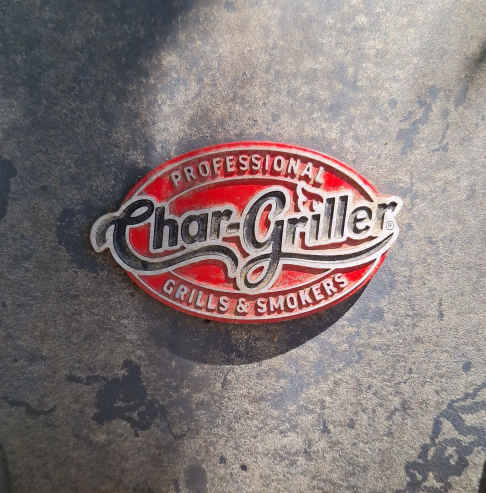 PROFESSIONAL
Char-Griller®
GRILLS & SMOKERS